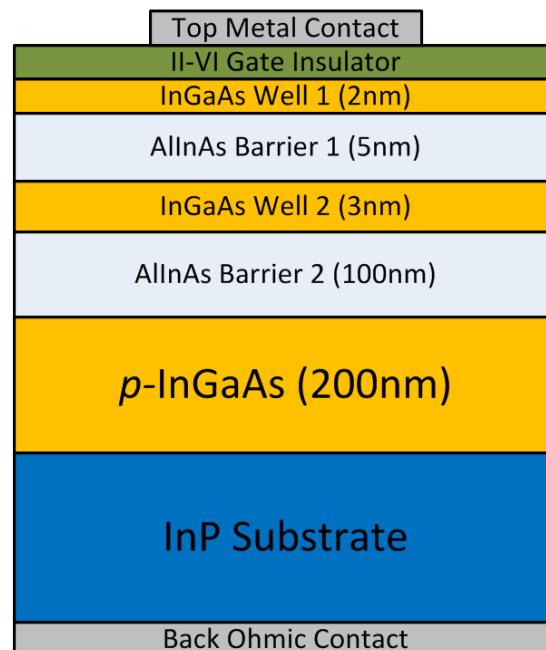 Top Metal Contact
II-VI Gate Insulator
InGaAs Well 1 (2nm)
AlInAs Barrier 1 (5nm)
InGaAs Well 2 (3nm)
AlInAs Barrier 2 (100nm)
p-InGaAs (200nm)
InP Substrate
Back Ohmic Contact